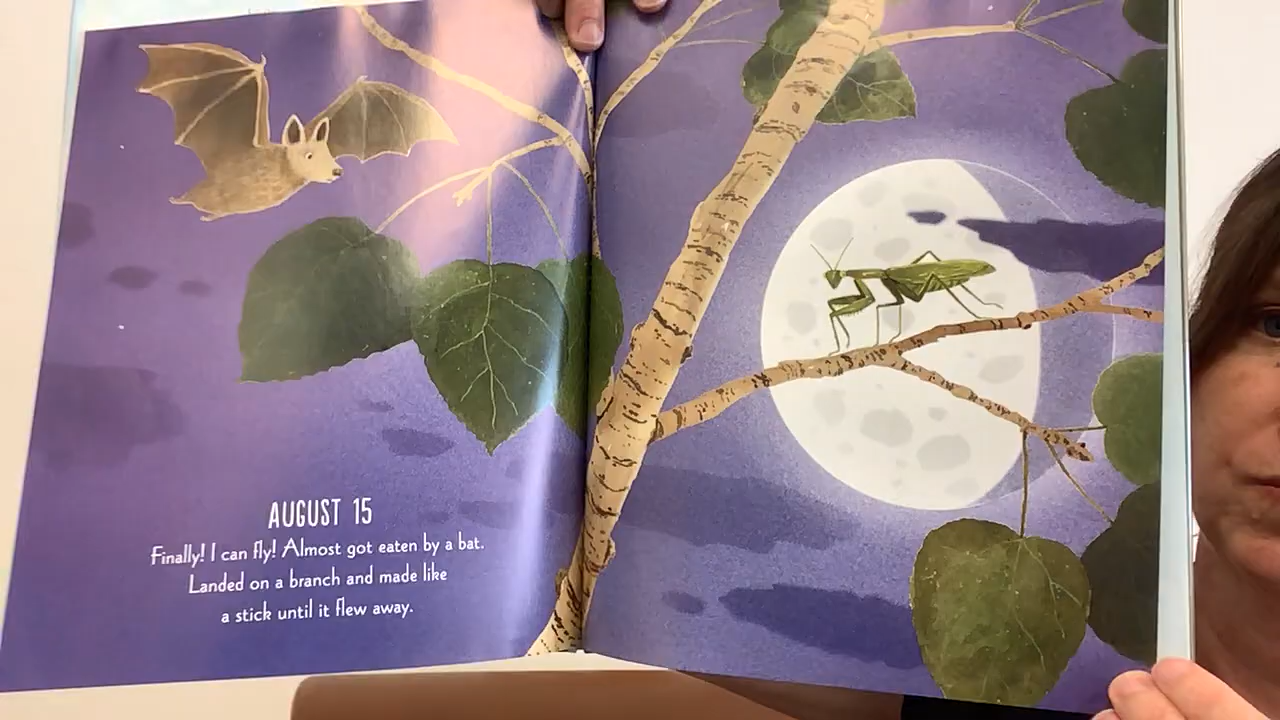 AUGUST 15
Finally! I can fly! Almost got eaten by a bat.
Landed on a branch and made like
a stick until it flew away.